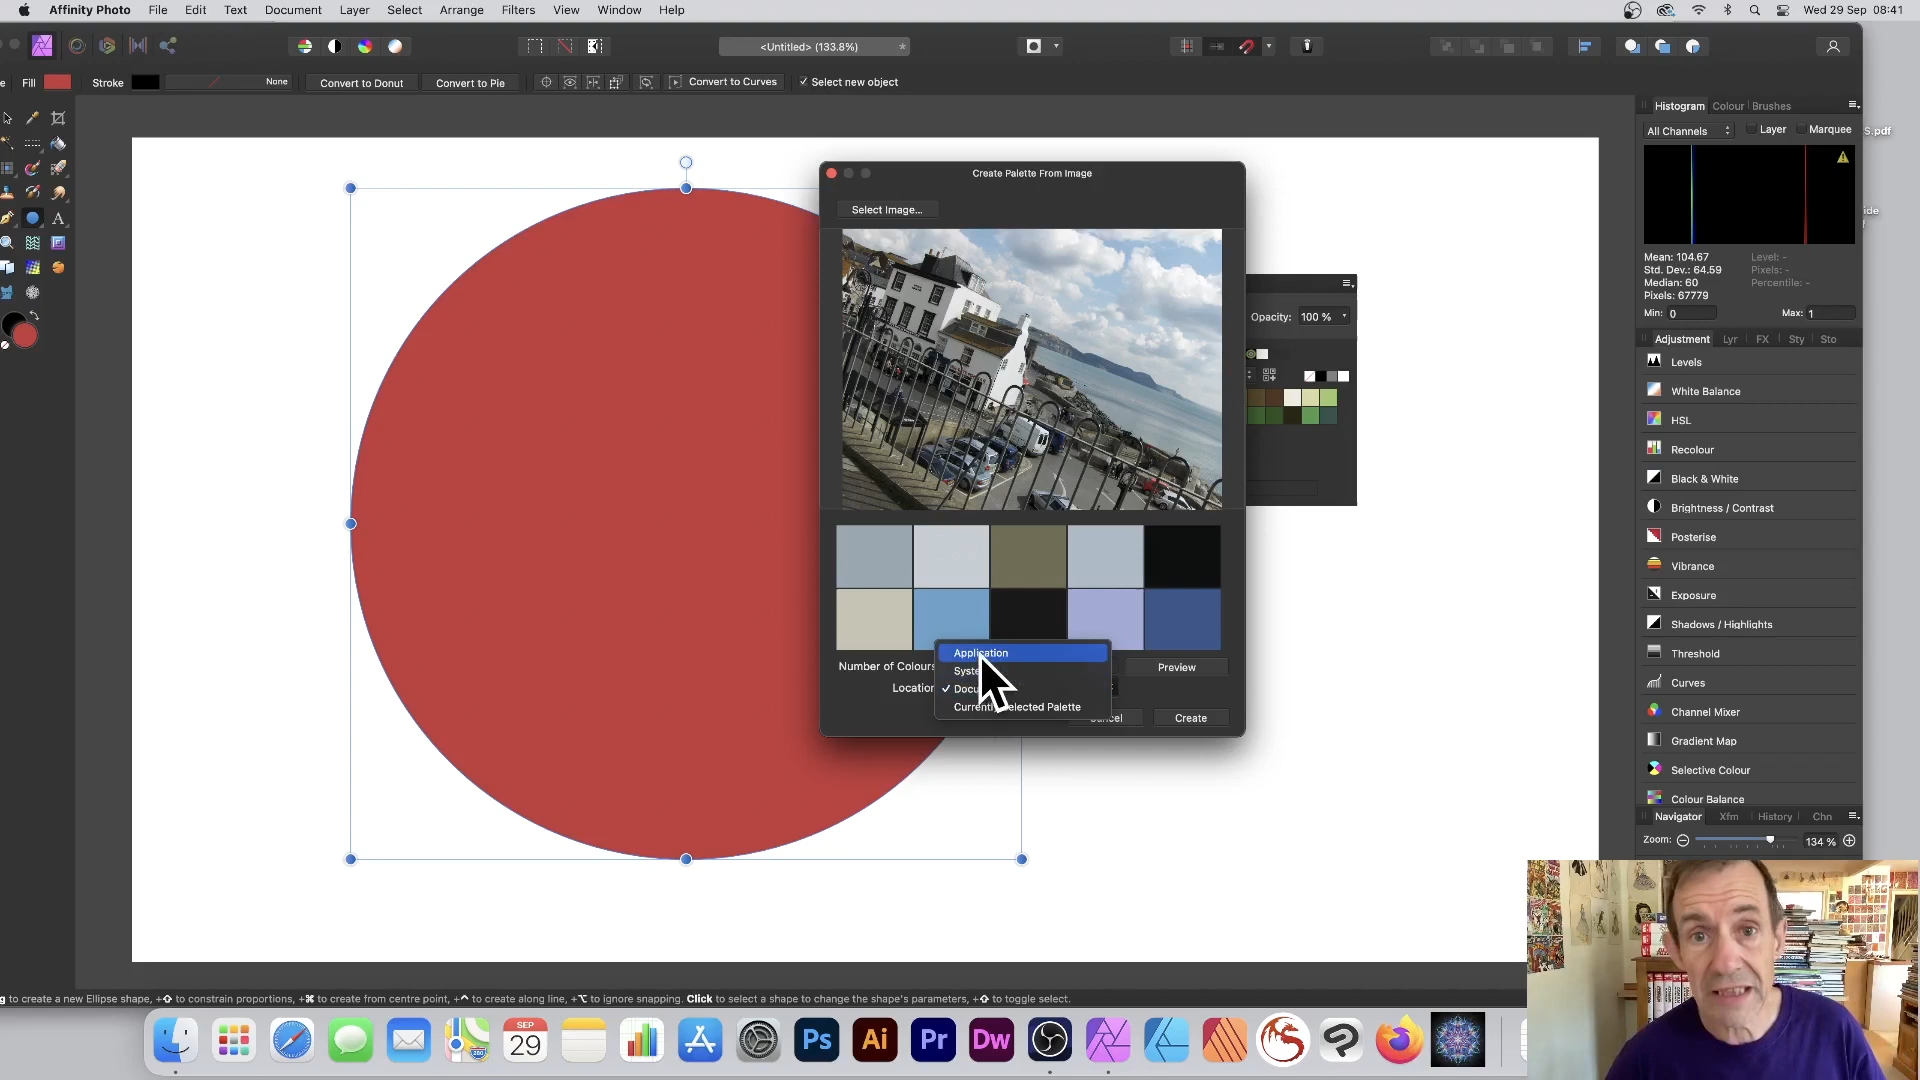 Affinity Photo File Edit Text Document Layer Select Arrange Filters View Window Help Wed 29 Sep 08:41
<Untitled> (133.8%) *
Fill Stroke None Convert to Donut Convert to Pie Convert to Curves Select new object
Histogram Colour Brushes
All Channels Layer Marquee
S.pdf
ide
Mean: 104.67 Level: -
Std. Dev.: 64.59 Pixels: -
Median: 60 Percentile: -
Pixels: 67779
Min: 0 Max: 1
Adjustment Lyr FX Sty Sto
Levels
White Balance
HSL
Recolour
Black & White
Brightness / Contrast
Posterise
Vibrance
Exposure
Shadows / Highlights
Threshold
Curves
Channel Mixer
Gradient Map
Selective Colour
Colour Balance
Navigator Xfm History Chn
Zoom: 134 %
Create Palette From Image
Select Image...
Opacity: 100 %
Number of Colours
Location
Application
Docu
Selected Palette
Preview
Create
to create a new Ellipse shape, +⇧ to constrain proportions, +⌘ to create from centre point, +^ to create along line, +⌥ to ignore snapping. Click to select a shape to change the shape's parameters, +⇧ to toggle select.
SEP
29
280
Ps Ai Pr Dw